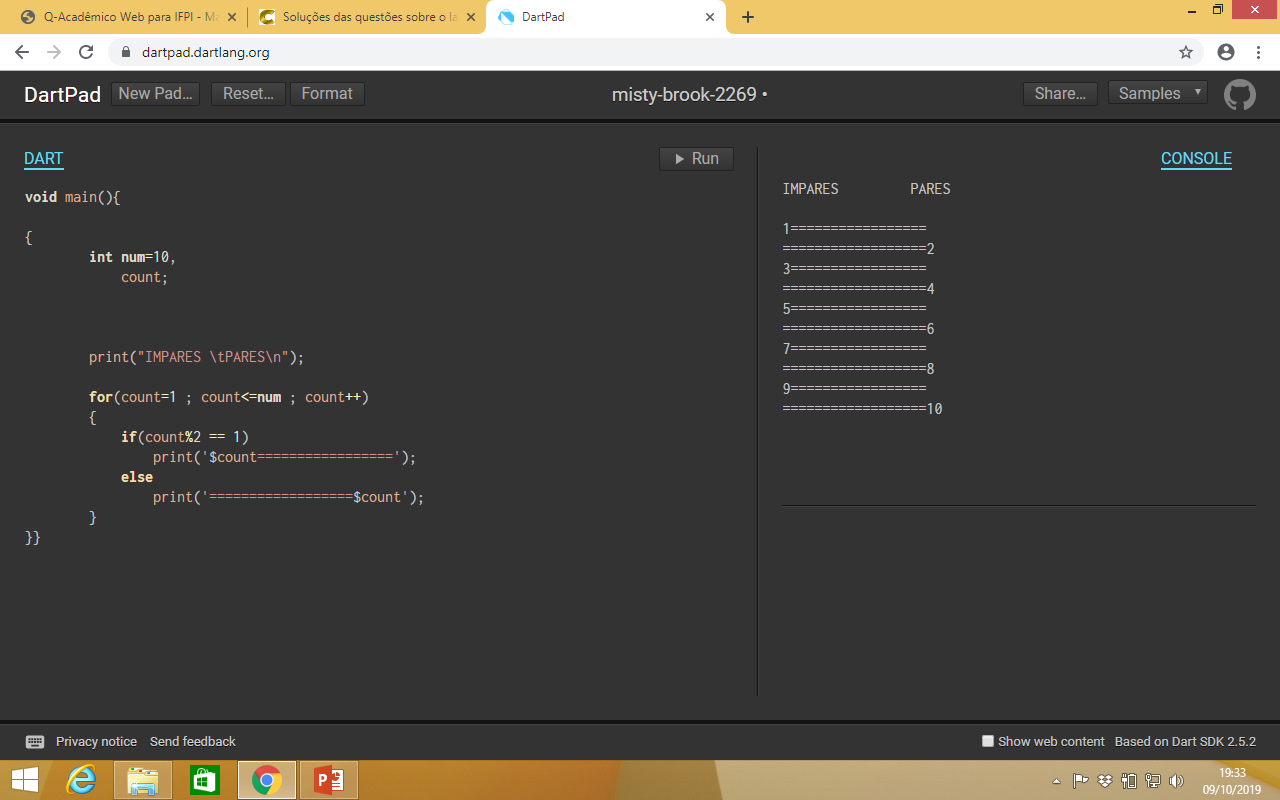 Q-Acadêmico Web para IFPI - Ma
Soluções das questões sobre o la
DartPad
dartpad.dartlang.org
DartPad
New Pad...
Reset...
Format
misty-brook-2269 •
Share...
Samples
DART
Run
CONSOLE
void main(){
{
int num=10,
count;
print("IMPARES \tPARES\n");
for(count=1 ; count<=num ; count++)
{
if(count%2 == 1)
print('$count=================');
else
print('==================$count');
}
}}
IMPARES PARES
1=================
==================2
3=================
==================4
5=================
==================6
7=================
==================8
9=================
==================10
Privacy notice
Send feedback
Show web content
Based on Dart SDK 2.5.2
19:33
09/10/2019